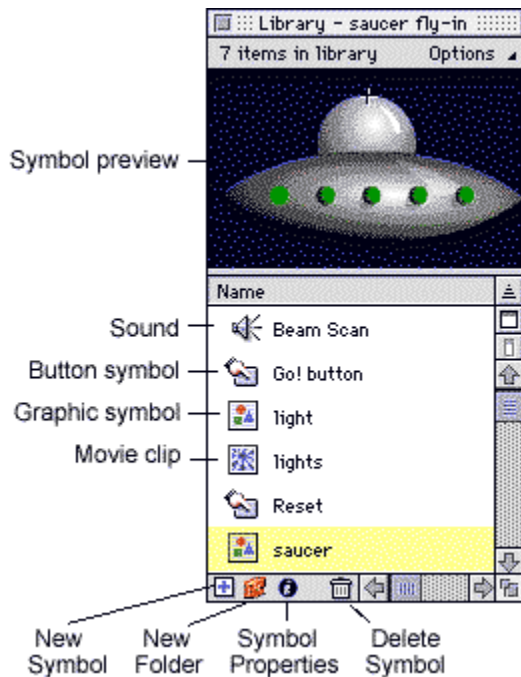 Library - saucer fly-in
7 items in library Options
Symbol preview
Name
Sound Beam Scan
Button symbol Go! button
Graphic symbol light
Movie clip lights
Reset
saucer
New Symbol
New Folder
Symbol Properties
Delete Symbol